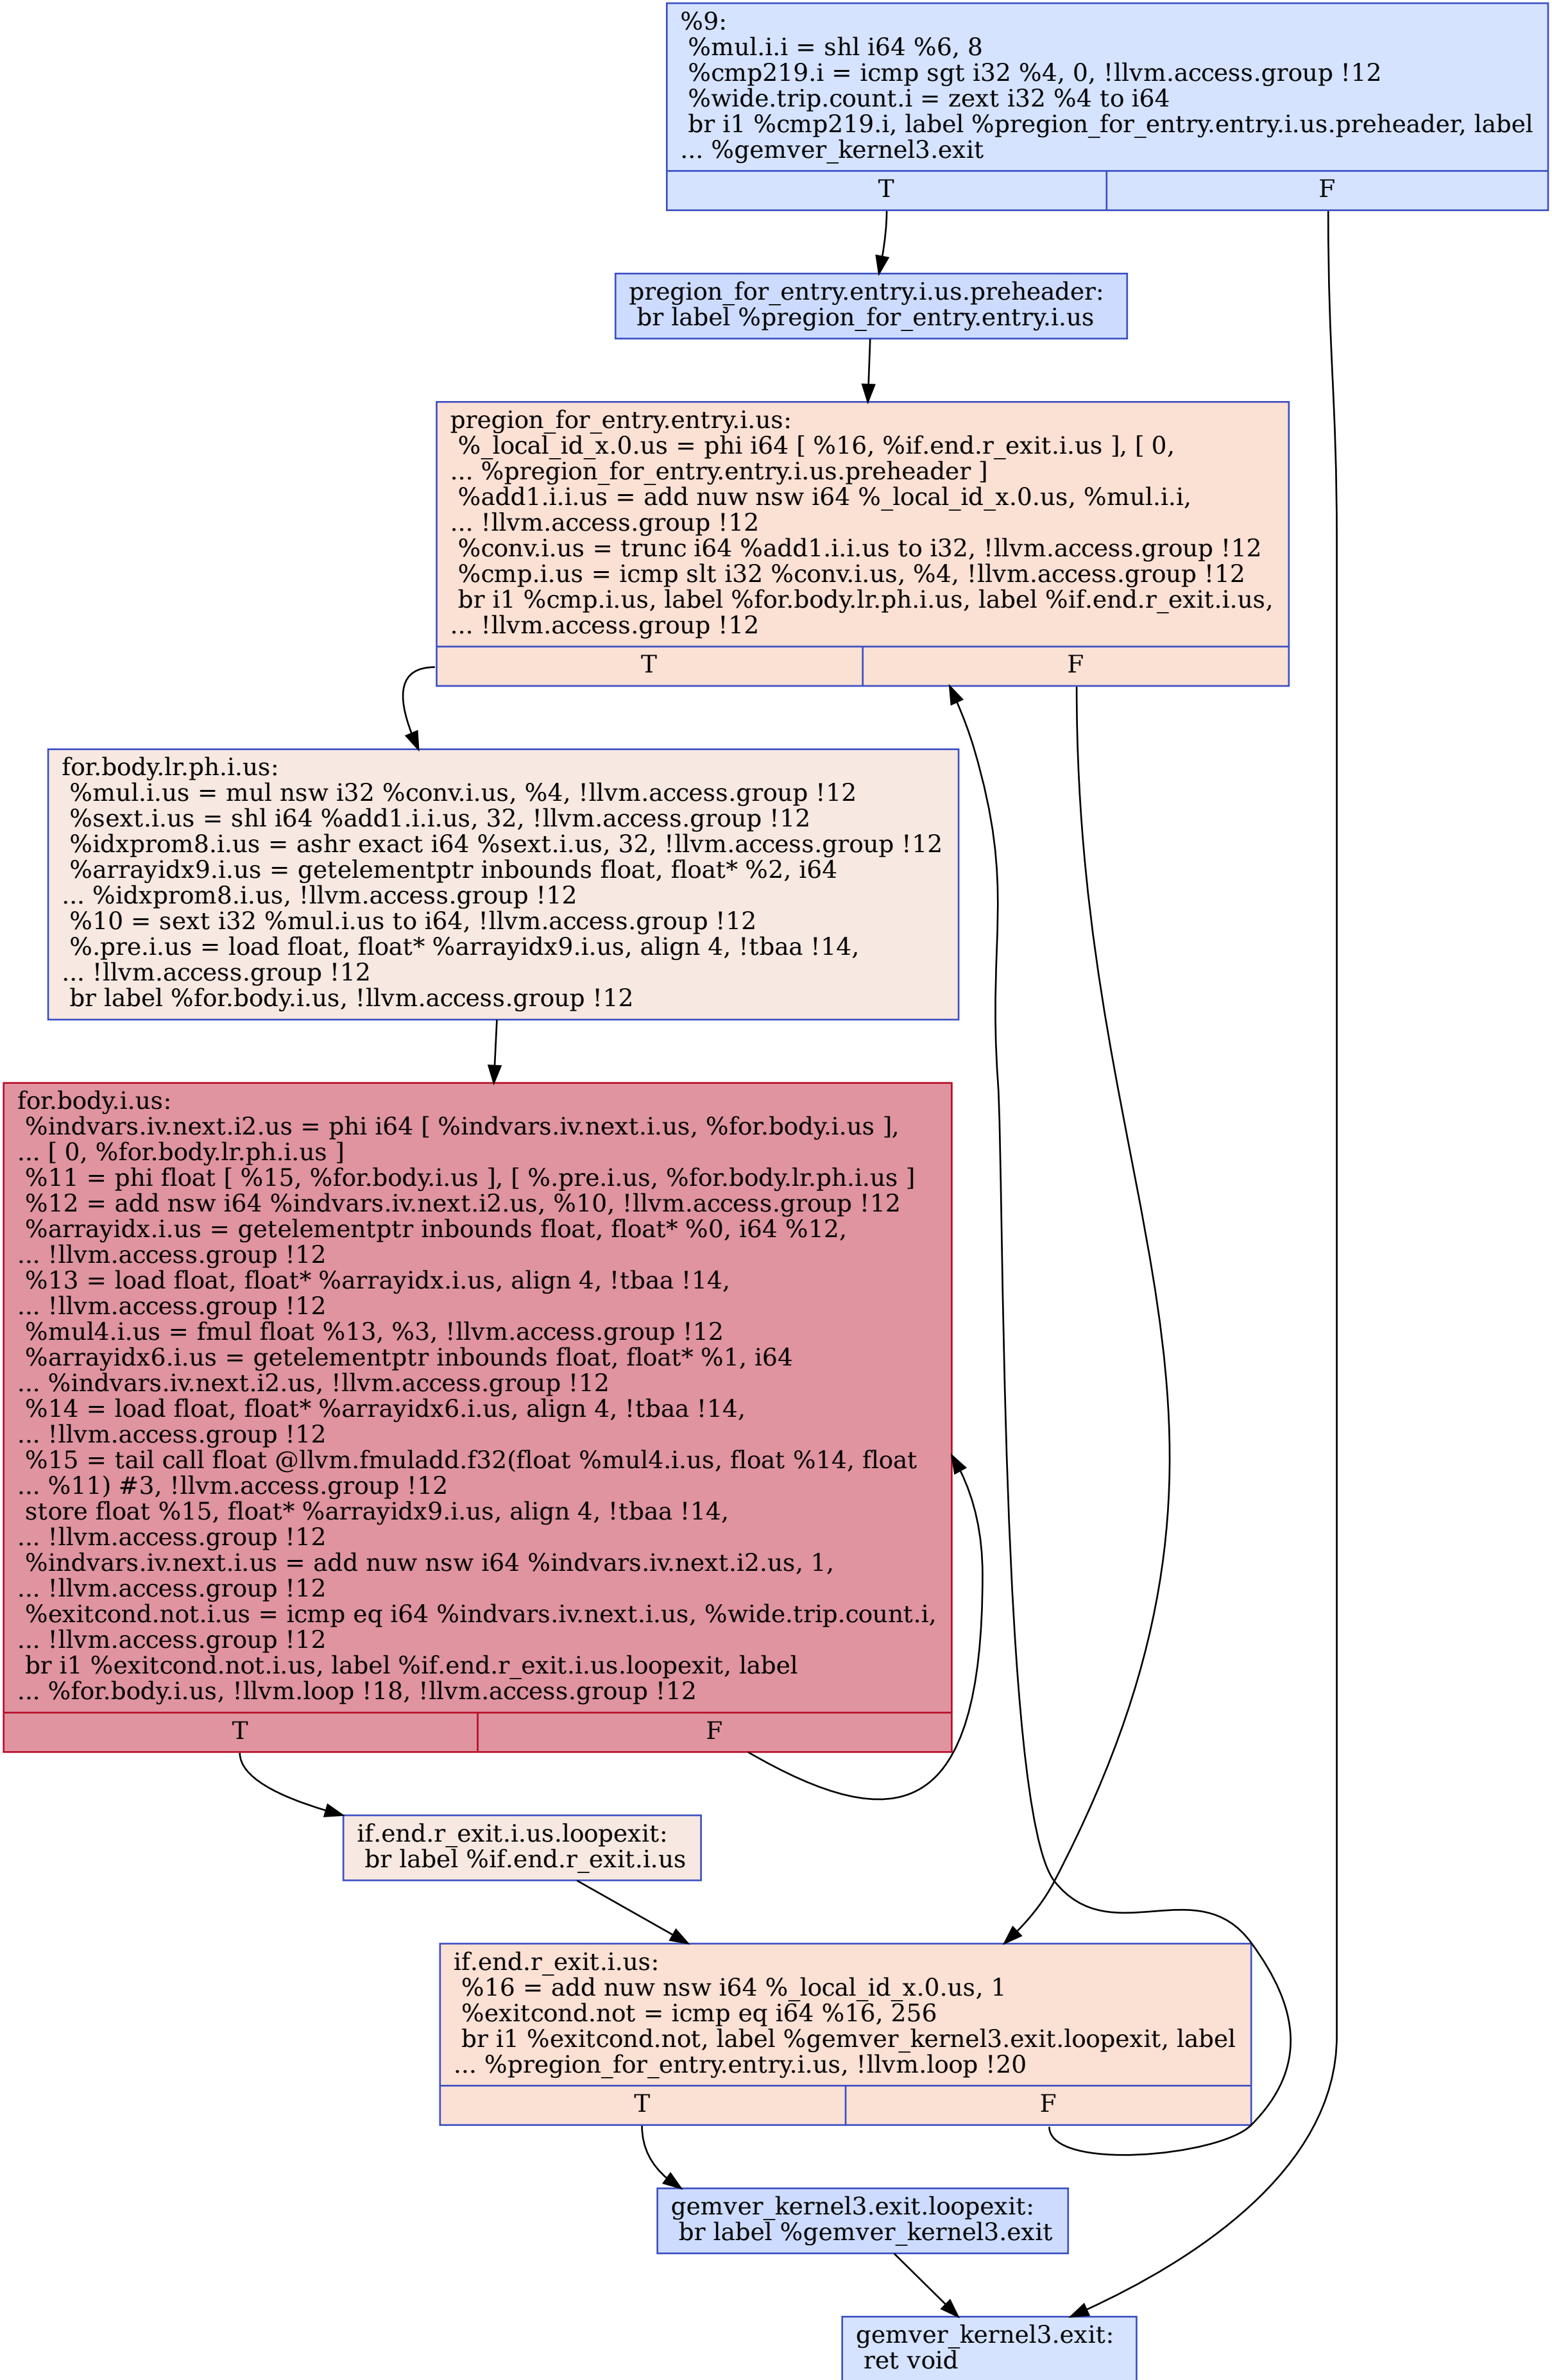 %9:
%mul.i.i = shl i64 %6, 8
%cmp219.i = icmp sgt i32 %4, 0, !llvm.access.group !12
%wide.trip.count.i = zext i32 %4 to i64
br i1 %cmp219.i, label %pregion_for_entry.entry.i.us.preheader, label
... %gemver_kernel3.exit
T
F
pregion_for_entry.entry.i.us.preheader:
br label %pregion_for_entry.entry.i.us
pregion_for_entry.entry.i.us:
%_local_id_x.0.us = phi i64 [ %16, %if.end.r_exit.i.us ], [ 0,
... %pregion_for_entry.entry.i.us.preheader ]
%add1.i.i.us = add nuw nsw i64 %_local_id_x.0.us, %mul.i.i,
... !llvm.access.group !12
%conv.i.us = trunc i64 %add1.i.i.us to i32, !llvm.access.group !12
%cmp.i.us = icmp slt i32 %conv.i.us, %4, !llvm.access.group !12
br i1 %cmp.i.us, label %for.body.lr.ph.i.us, label %if.end.r_exit.i.us,
... !llvm.access.group !12
T
F
for.body.lr.ph.i.us:
%mul.i.us = mul nsw i32 %conv.i.us, %4, !llvm.access.group !12
%sext.i.us = shl i64 %add1.i.i.us, 32, !llvm.access.group !12
%idxprom8.i.us = ashr exact i64 %sext.i.us, 32, !llvm.access.group !12
%arrayidx9.i.us = getelementptr inbounds float, float* %2, i64
... %idxprom8.i.us, !llvm.access.group !12
%10 = sext i32 %mul.i.us to i64, !llvm.access.group !12
%.pre.i.us = load float, float* %arrayidx9.i.us, align 4, !tbaa !14,
... !llvm.access.group !12
br label %for.body.i.us, !llvm.access.group !12
for.body.i.us:
%indvars.iv.next.i2.us = phi i64 [ %indvars.iv.next.i.us, %for.body.i.us ],
... [ 0, %for.body.lr.ph.i.us ]
%11 = phi float [ %15, %for.body.i.us ], [ %.pre.i.us, %for.body.lr.ph.i.us ]
%12 = add nsw i64 %indvars.iv.next.i2.us, %10, !llvm.access.group !12
%arrayidx.i.us = getelementptr inbounds float, float* %0, i64 %12,
... !llvm.access.group !12
%13 = load float, float* %arrayidx.i.us, align 4, !tbaa !14,
... !llvm.access.group !12
%mul4.i.us = fmul float %13, %3, !llvm.access.group !12
%arrayidx6.i.us = getelementptr inbounds float, float* %1, i64
... %indvars.iv.next.i2.us, !llvm.access.group !12
%14 = load float, float* %arrayidx6.i.us, align 4, !tbaa !14,
... !llvm.access.group !12
%15 = tail call float @llvm.fmuladd.f32(float %mul4.i.us, float %14, float
... %11) #3, !llvm.access.group !12
store float %15, float* %arrayidx9.i.us, align 4, !tbaa !14,
... !llvm.access.group !12
%indvars.iv.next.i.us = add nuw nsw i64 %indvars.iv.next.i2.us, 1,
... !llvm.access.group !12
%exitcond.not.i.us = icmp eq i64 %indvars.iv.next.i.us, %wide.trip.count.i,
... !llvm.access.group !12
br i1 %exitcond.not.i.us, label %if.end.r_exit.i.us.loopexit, label
... %for.body.i.us, !llvm.loop !18, !llvm.access.group !12
T
F
if.end.r_exit.i.us.loopexit:
br label %if.end.r_exit.i.us
if.end.r_exit.i.us:
%16 = add nuw nsw i64 %_local_id_x.0.us, 1
%exitcond.not = icmp eq i64 %16, 256
br i1 %exitcond.not, label %gemver_kernel3.exit.loopexit, label
... %pregion_for_entry.entry.i.us, !llvm.loop !20
T
F
gemver_kernel3.exit.loopexit:
br label %gemver_kernel3.exit
gemver_kernel3.exit:
ret void